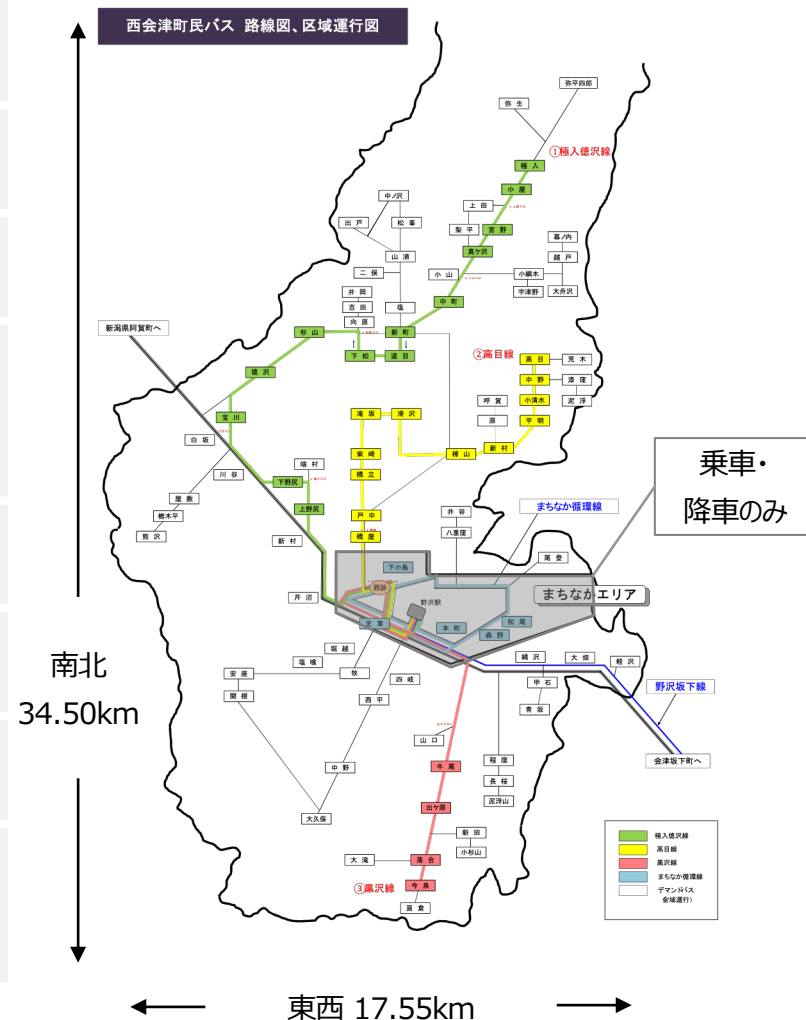 西会津町民バス 路線図、区域運行図
弥平四郎
弥生
①極入徳沢線
極入
小屋
中ノ沢
上田
出戸
松峯
梨平
宮野
幕ノ内
真ケ沢
越戸
山浦
二俣
小山
小綱木
井岡
宇津野
大舟沢
中町
吉田
塩
向原
新潟県阿賀町へ
杉山
新町
下松
道目
②高目線
高目
荒木
徳沢
中野
漆窪
小清水
泥浮
呼賀
宝川
滝坂
滑沢
原
平明
白坂
新村
柴崎
棟山
端村
川谷
橋立
乗車・
降車のみ
下野尻
屋敷
楢木平
上野尻
戸中
井谷
まちなか循環線
熊沢
橋屋
八重窪
新村
尾登
下小島
西診
まちなかエリア
芹沼
野沢駅
芝草
本町
松尾
森野
堀越
縄沢
大畑
軽沢
塩喰
南北
34.50km
安座
牧
四岐
甲石
野沢坂下線
関根
西平
青坂
山口
程窪
会津坂下町へ
中野
牛尾
長桜
泥浮山
出ケ原
大久保
新田
極入徳沢線
小杉山
高目線
大滝
落合
黒沢線
まちなか循環線
③黒沢線
今泉
デマンドバス
全域運行）
面倉
東西 17.55km